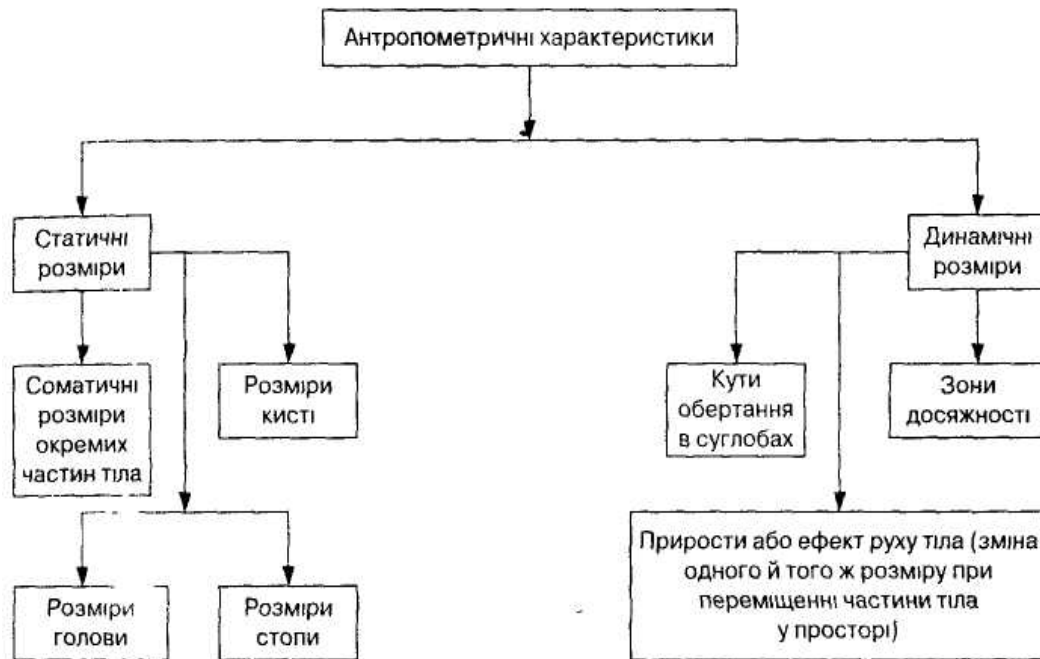 Антропометричні характеристики
Статичні
розміри
Динамічні
розміри
Соматичні
розміри
окремих
частин тіла
Розміри
кисті
Кути
обертання
в суглобах
Зони
досяжності
Розміри
голови
Розміри
стопи
Прирости або ефект руху тіла (зміна
одного й того ж розміру при
переміщенні частини тіла
у просторі)